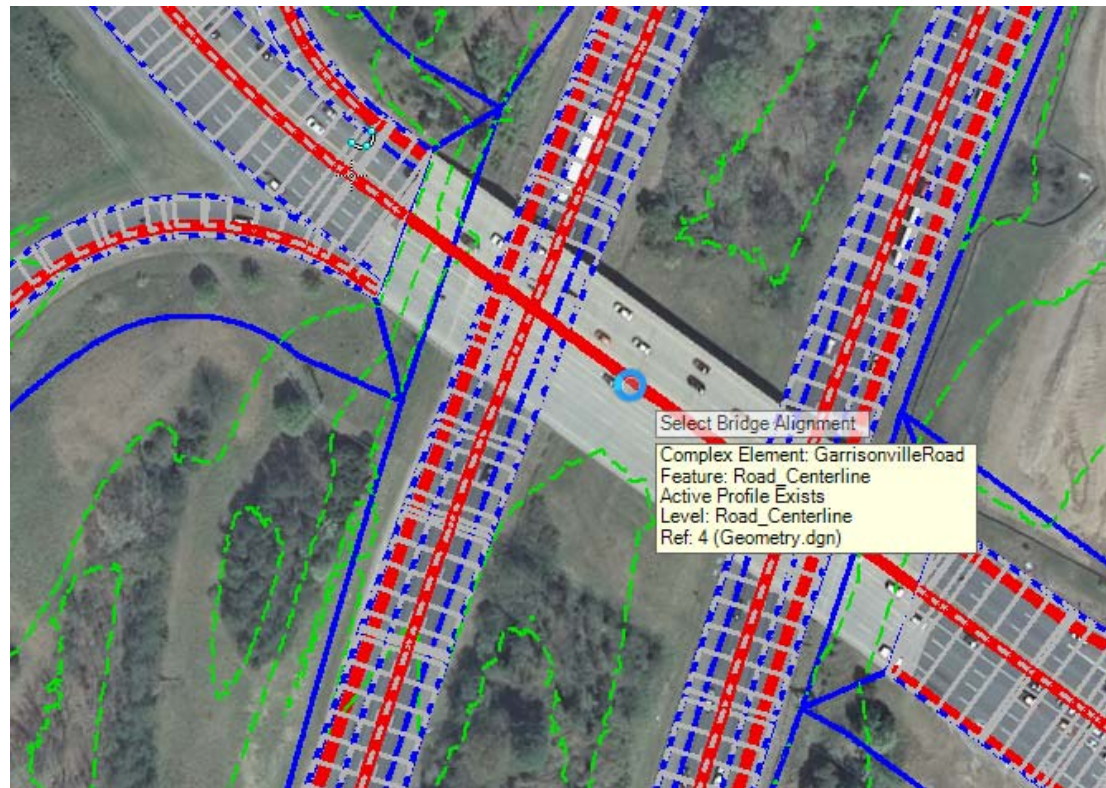 Select Bridge Alignment
Complex Element: GarrisonvilleRoad
Feature: Road_Centerline
Active Profile Exists
Level: Road_Centerline
Ref: 4 (Geometry.dgn)